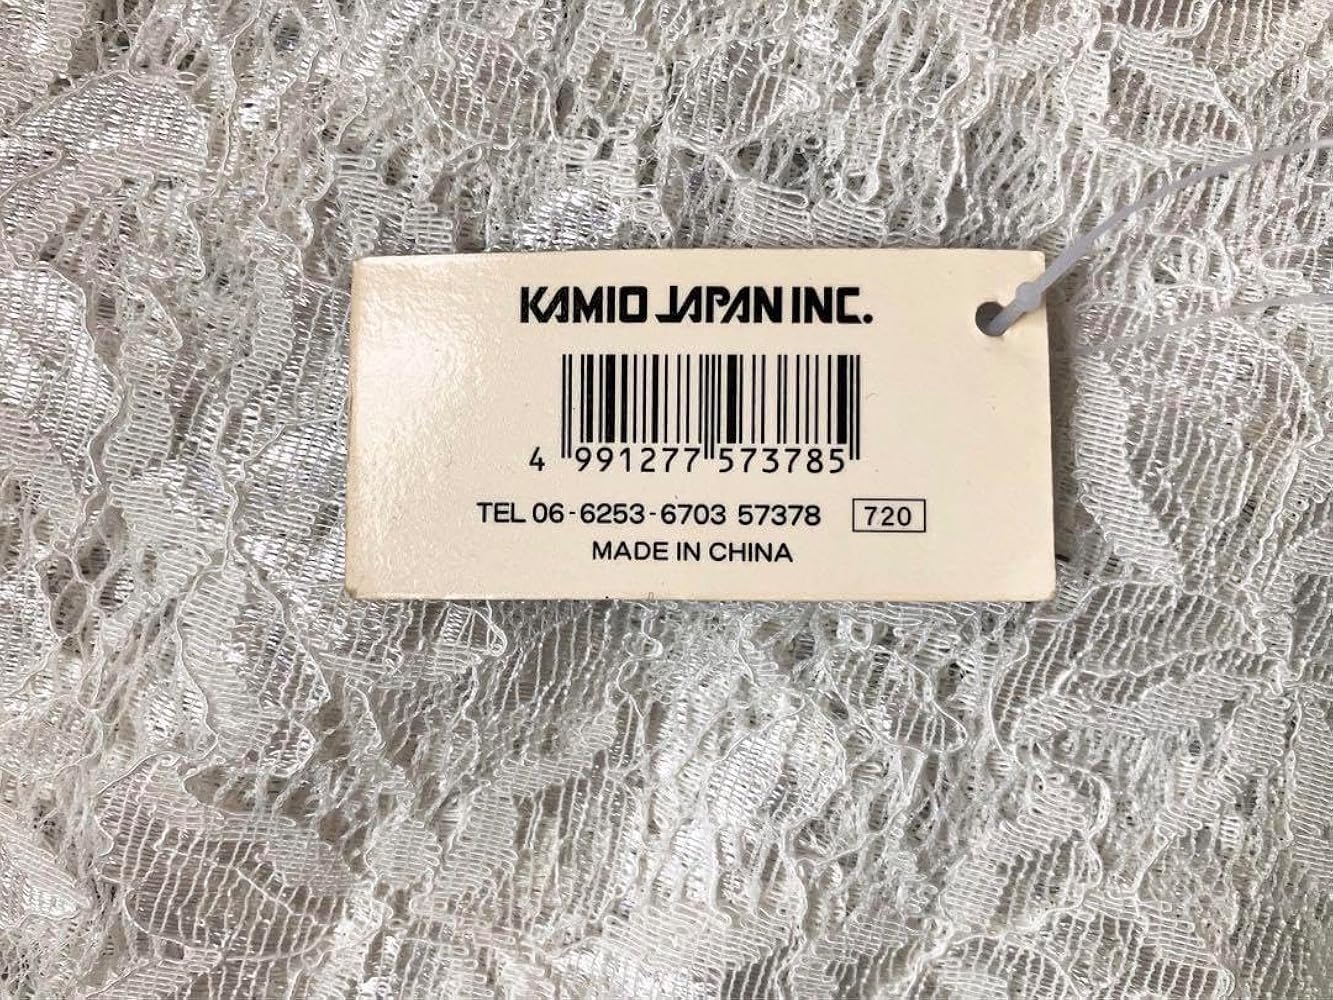 KAMIO JAPAN INC.
4 991277 573785
TEL 06-6253-6703 57378 720
MADE IN CHINA